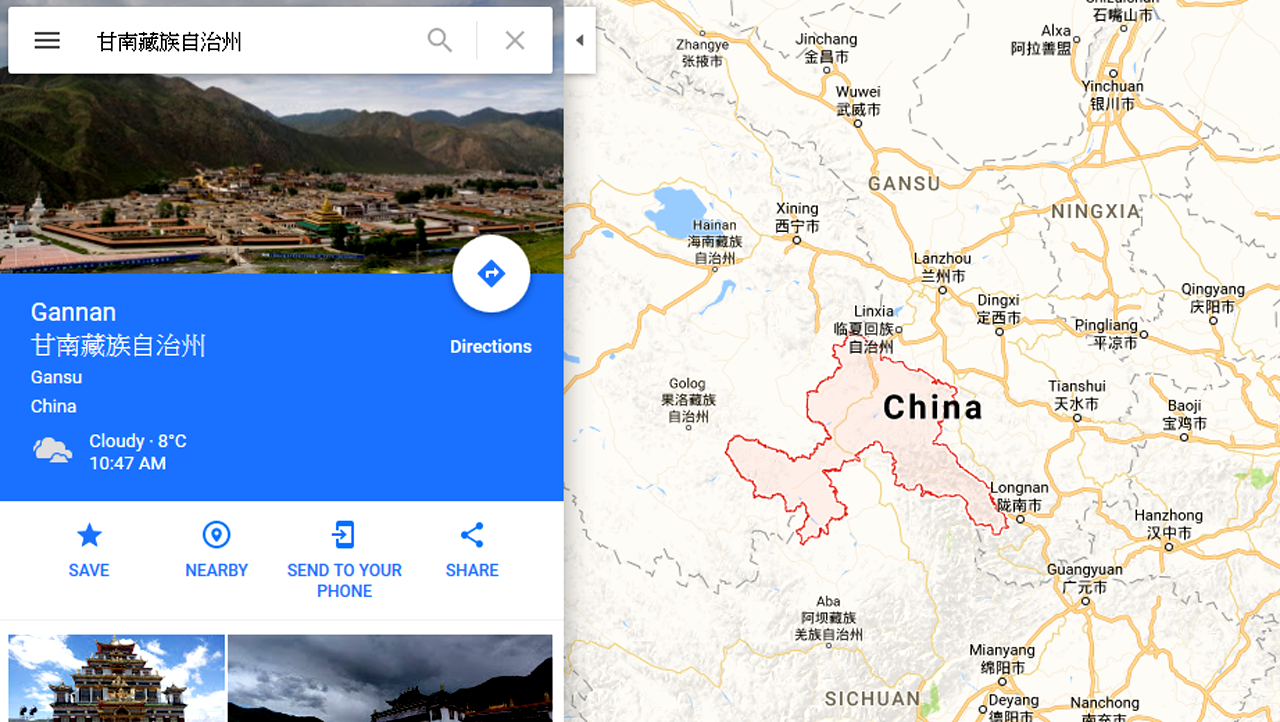 甘南藏族自治州
Gannan
甘南藏族自治州
Gansu
China
Directions
Cloudy · 8°C
10:47 AM
SAVE
NEARBY
SEND TO YOUR
PHONE
SHARE
石嘴山市
Zhangye
张掖市
Jinchang
金昌市
Alxa
阿拉善盟
Wuwei
武威市
Yinchuan
银川市
GANSU
NINGXIA
Xining
西宁市
Hainan
海南藏族
自治州
Lanzhou
兰州市
Dingxi
定西市
Qingyang
庆阳市
Linxia
临夏回族
自治州
Pingliang
平凉市
Golog
果洛藏族
自治州
China
Tianshui
天水市
Baoji
宝鸡市
Longnan
陇南市
Hanzhong
汉中市
Guangyuan
广元市
Aba
阿坝藏族
羌族自治州
Mianyang
绵阳市
SICHUAN
Deyang
德阳市
Nanchong
南充市